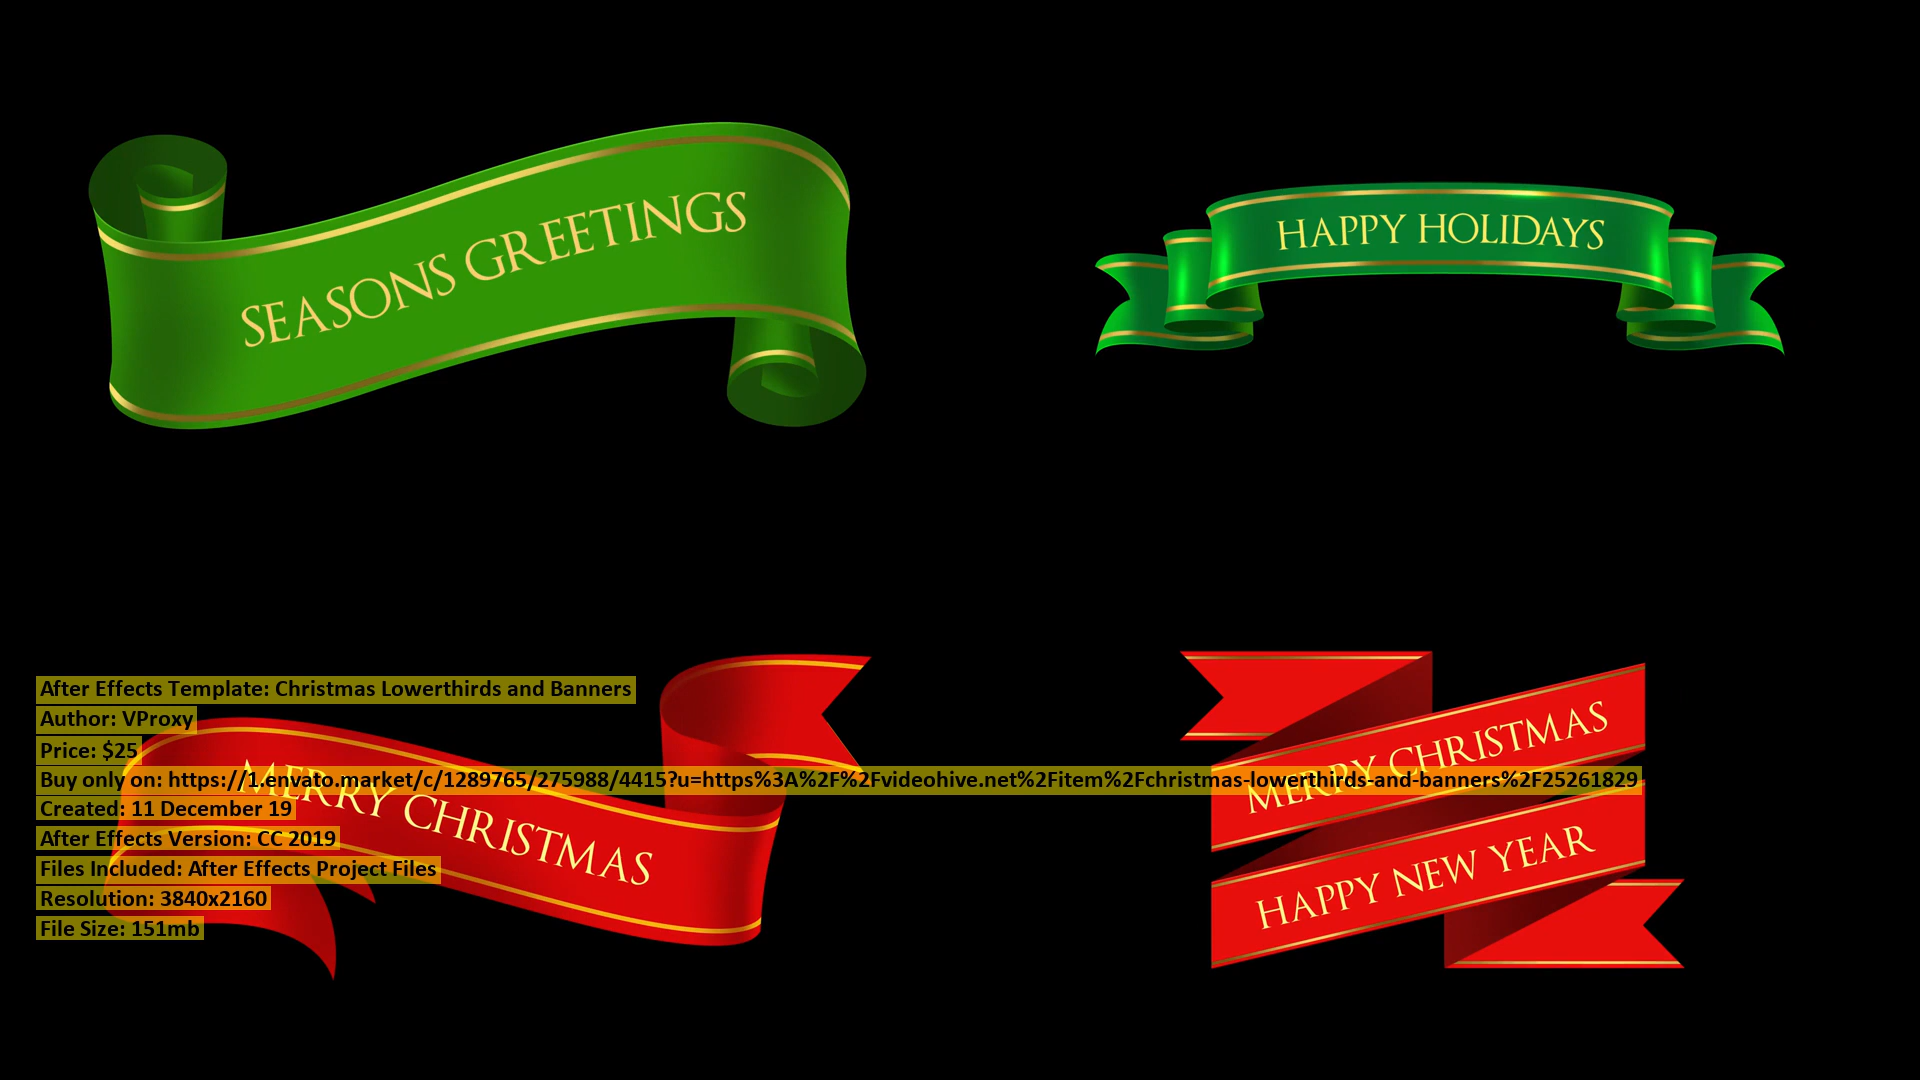 SEASONS GREETINGS
HAPPY HOLIDAYS
After Effects Template: Christmas Lowerthirds and Banners
Author: VProxy
Price: $25
Buy only on: https://1.envato.market/c/1289765/275988/4415?u=https%3A%2F%2Fvideohive.net%2Fitem%2Fchristmas-lowerthirds-and-banners%2F25261829
Created: 11 December 19
After Effects Version: CC 2019
Files Included: After Effects Project Files
Resolution: 3840x2160
File Size: 151mb
MERRY CHRISTMAS
MERRY CHRISTMAS
HAPPY NEW YEAR